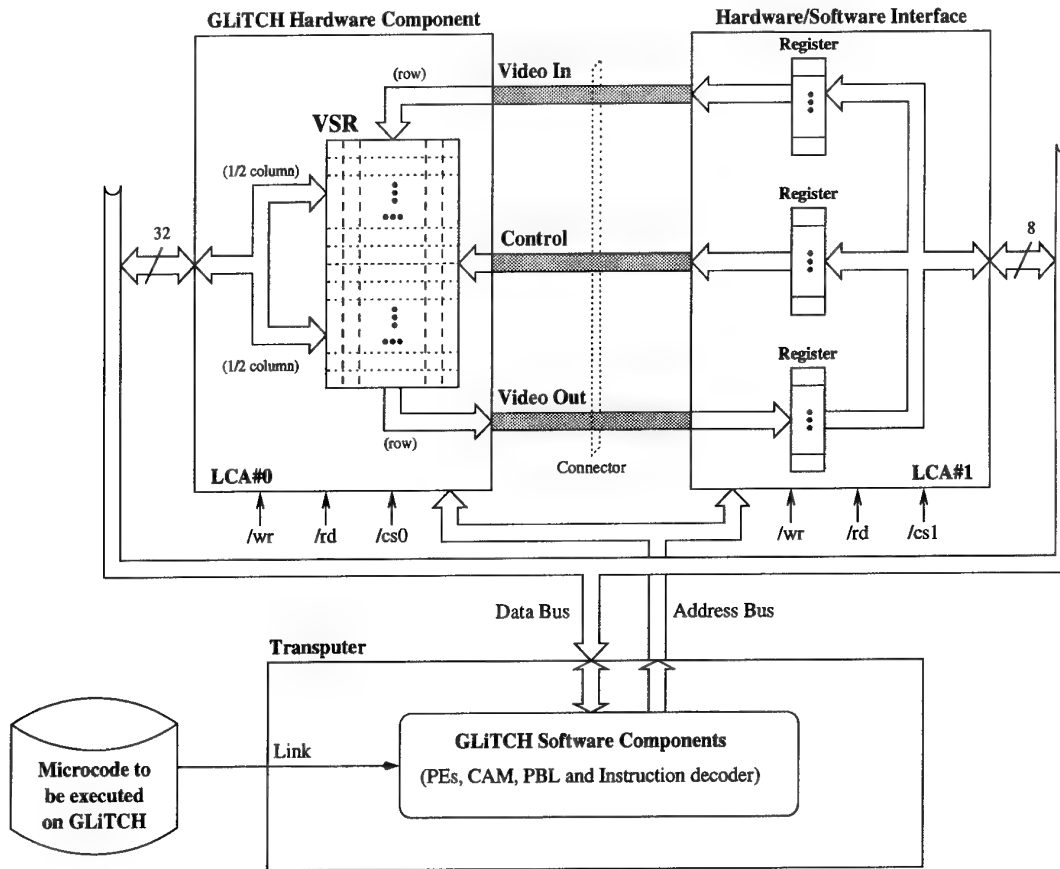 GLiTCH Hardware Component
Hardware/Software Interface
Register
Video In
(row)
VSR
(1/2 column)
32
Register
Control
8
(1/2 column)
Register
Video Out
(row)
Connector
LCA#0
LCA#1
/wr
/rd
/cs0
/wr
/rd
/cs1
Data Bus
Address Bus
Transputer
GLiTCH Software Components
(PEs, CAM, PBL and Instruction decoder)
Link
Microcode to
be executed
on GLiTCH